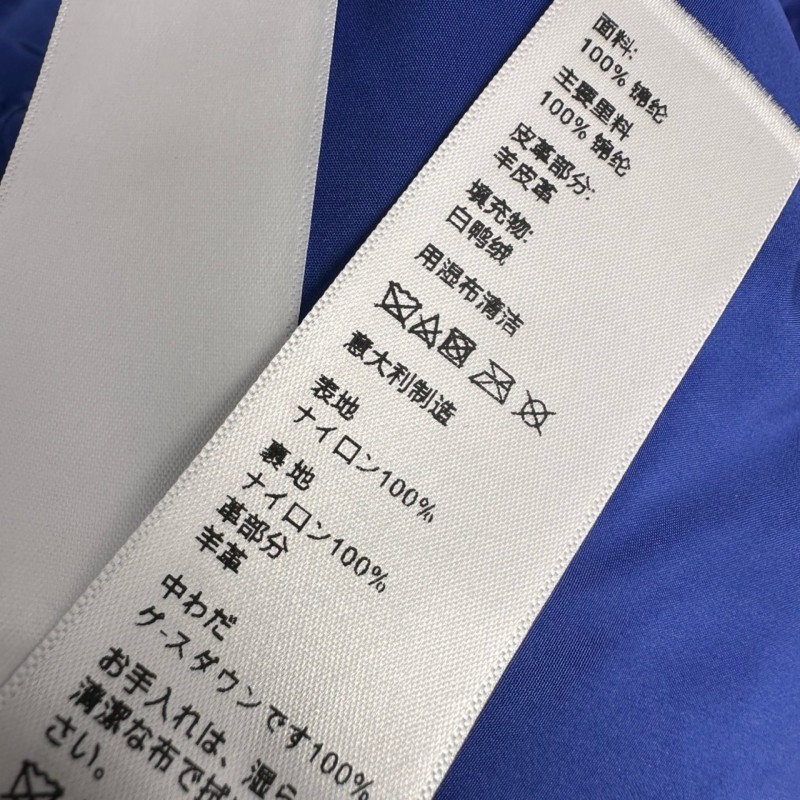 面料:
100% 锦纶
主要里料
100% 锦纶
皮革部分:
羊皮革
填充物:
白鸭绒
用湿布清洁
意大利制造
表地
ナイロン100%
裏地
ナイロン100%
革部分
羊革
中わだ
グ-スダウンです100%
お手入れは、湿ら
清潔な布で拭
さい。